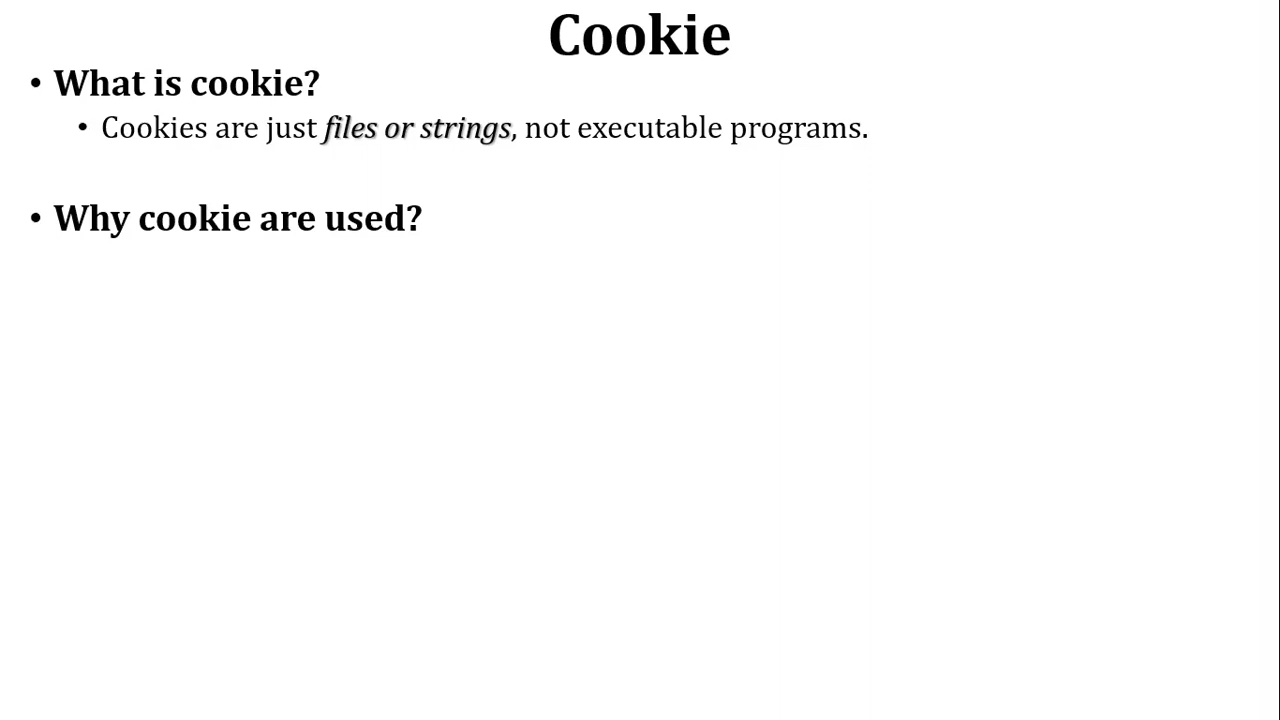 Cookie
• What is cookie?
• Cookies are just files or strings, not executable programs.
• Why cookie are used?